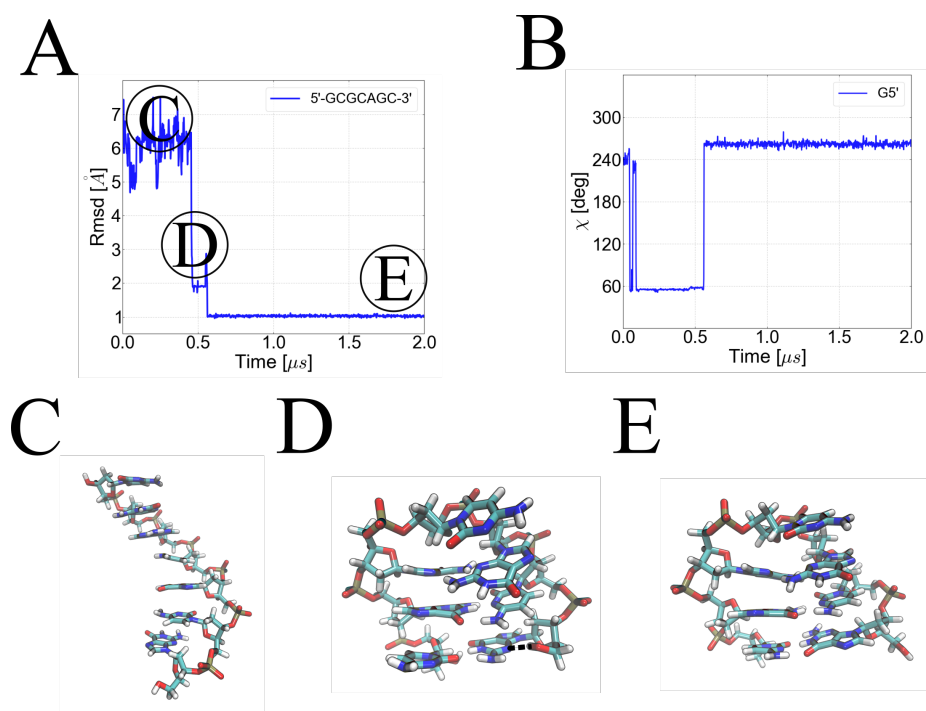 A
B
5'-GCGCAGC-3'
C
D
E
7
6
5
4
3
2
1
Rmsd [Å]
0.0 0.5 1.0 1.5 2.0
Time [μs]
G5'
300
240
180
120
60
χ [deg]
0.0 0.5 1.0 1.5 2.0
Time [μs]
C
D
E